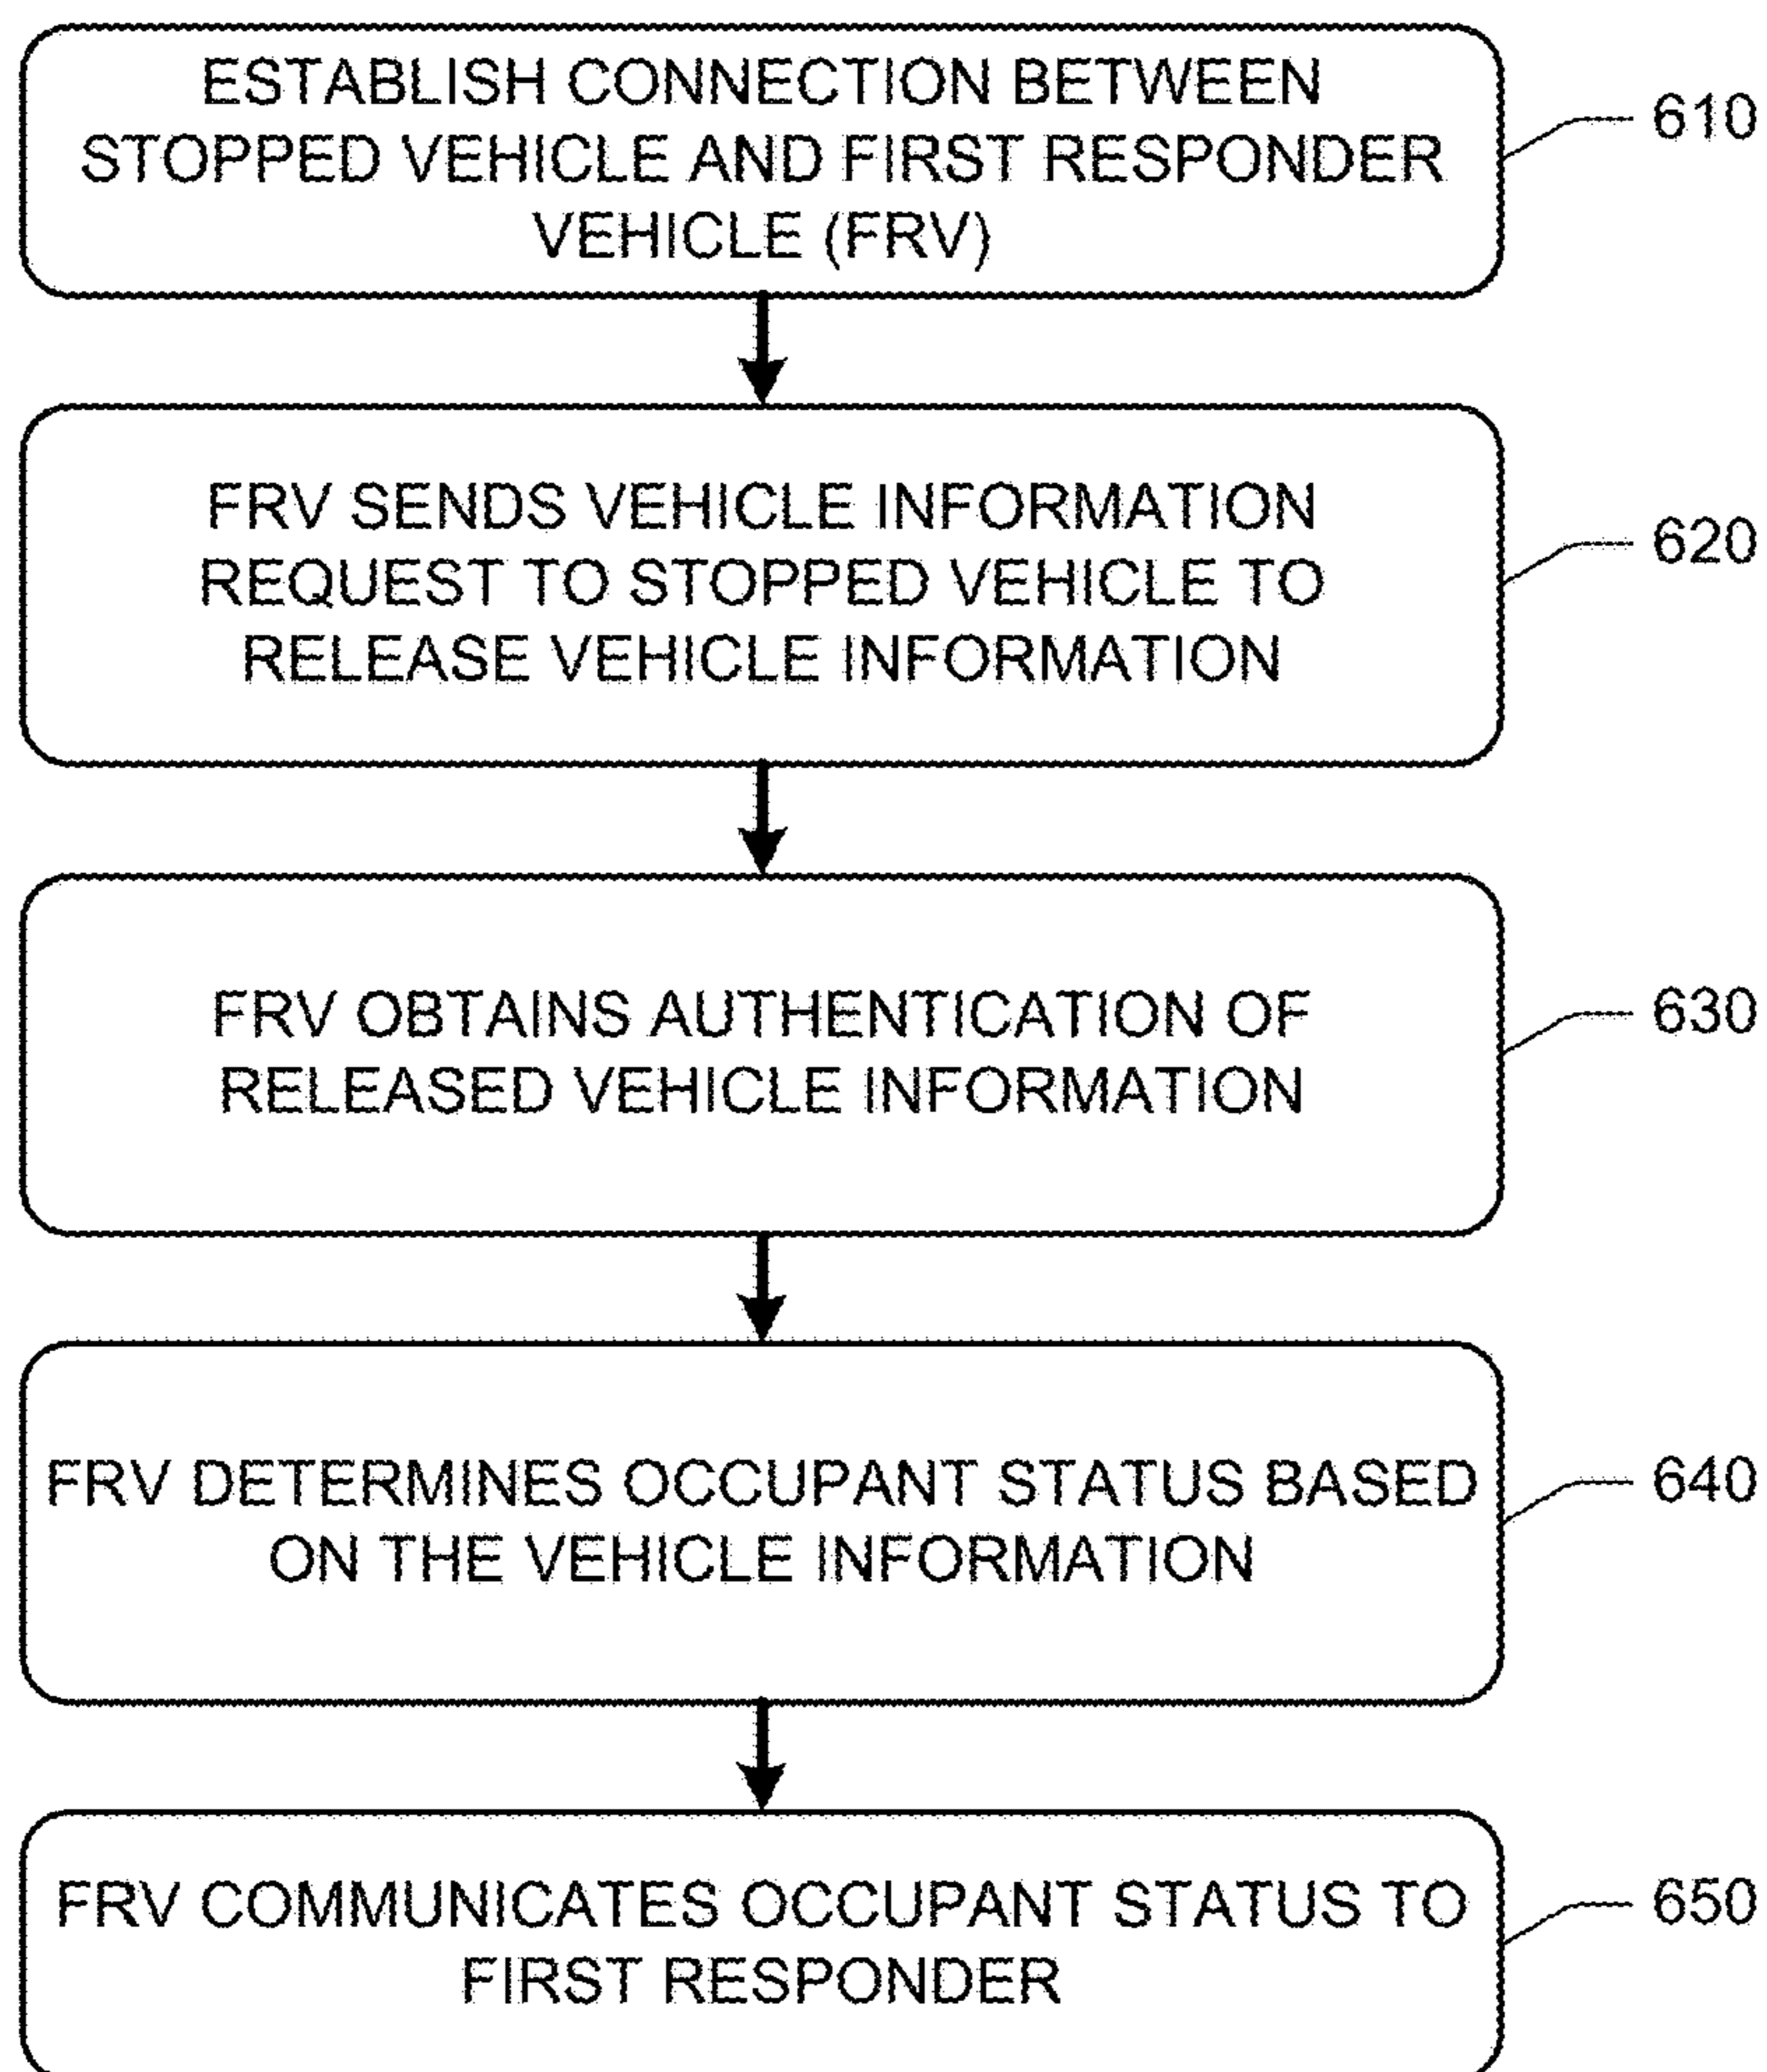 ESTABLISH CONNECTION BETWEEN
STOPPED VEHICLE AND FIRST RESPONDER
VEHICLE (FRV)
610
FRV SENDS VEHICLE INFORMATION
REQUEST TO STOPPED VEHICLE TO
RELEASE VEHICLE INFORMATION
620
FRV OBTAINS AUTHENTICATION OF
RELEASED VEHICLE INFORMATION
630
FRV DETERMINES OCCUPANT STATUS BASED
ON THE VEHICLE INFORMATION
640
FRV COMMUNICATES OCCUPANT STATUS TO
FIRST RESPONDER
650